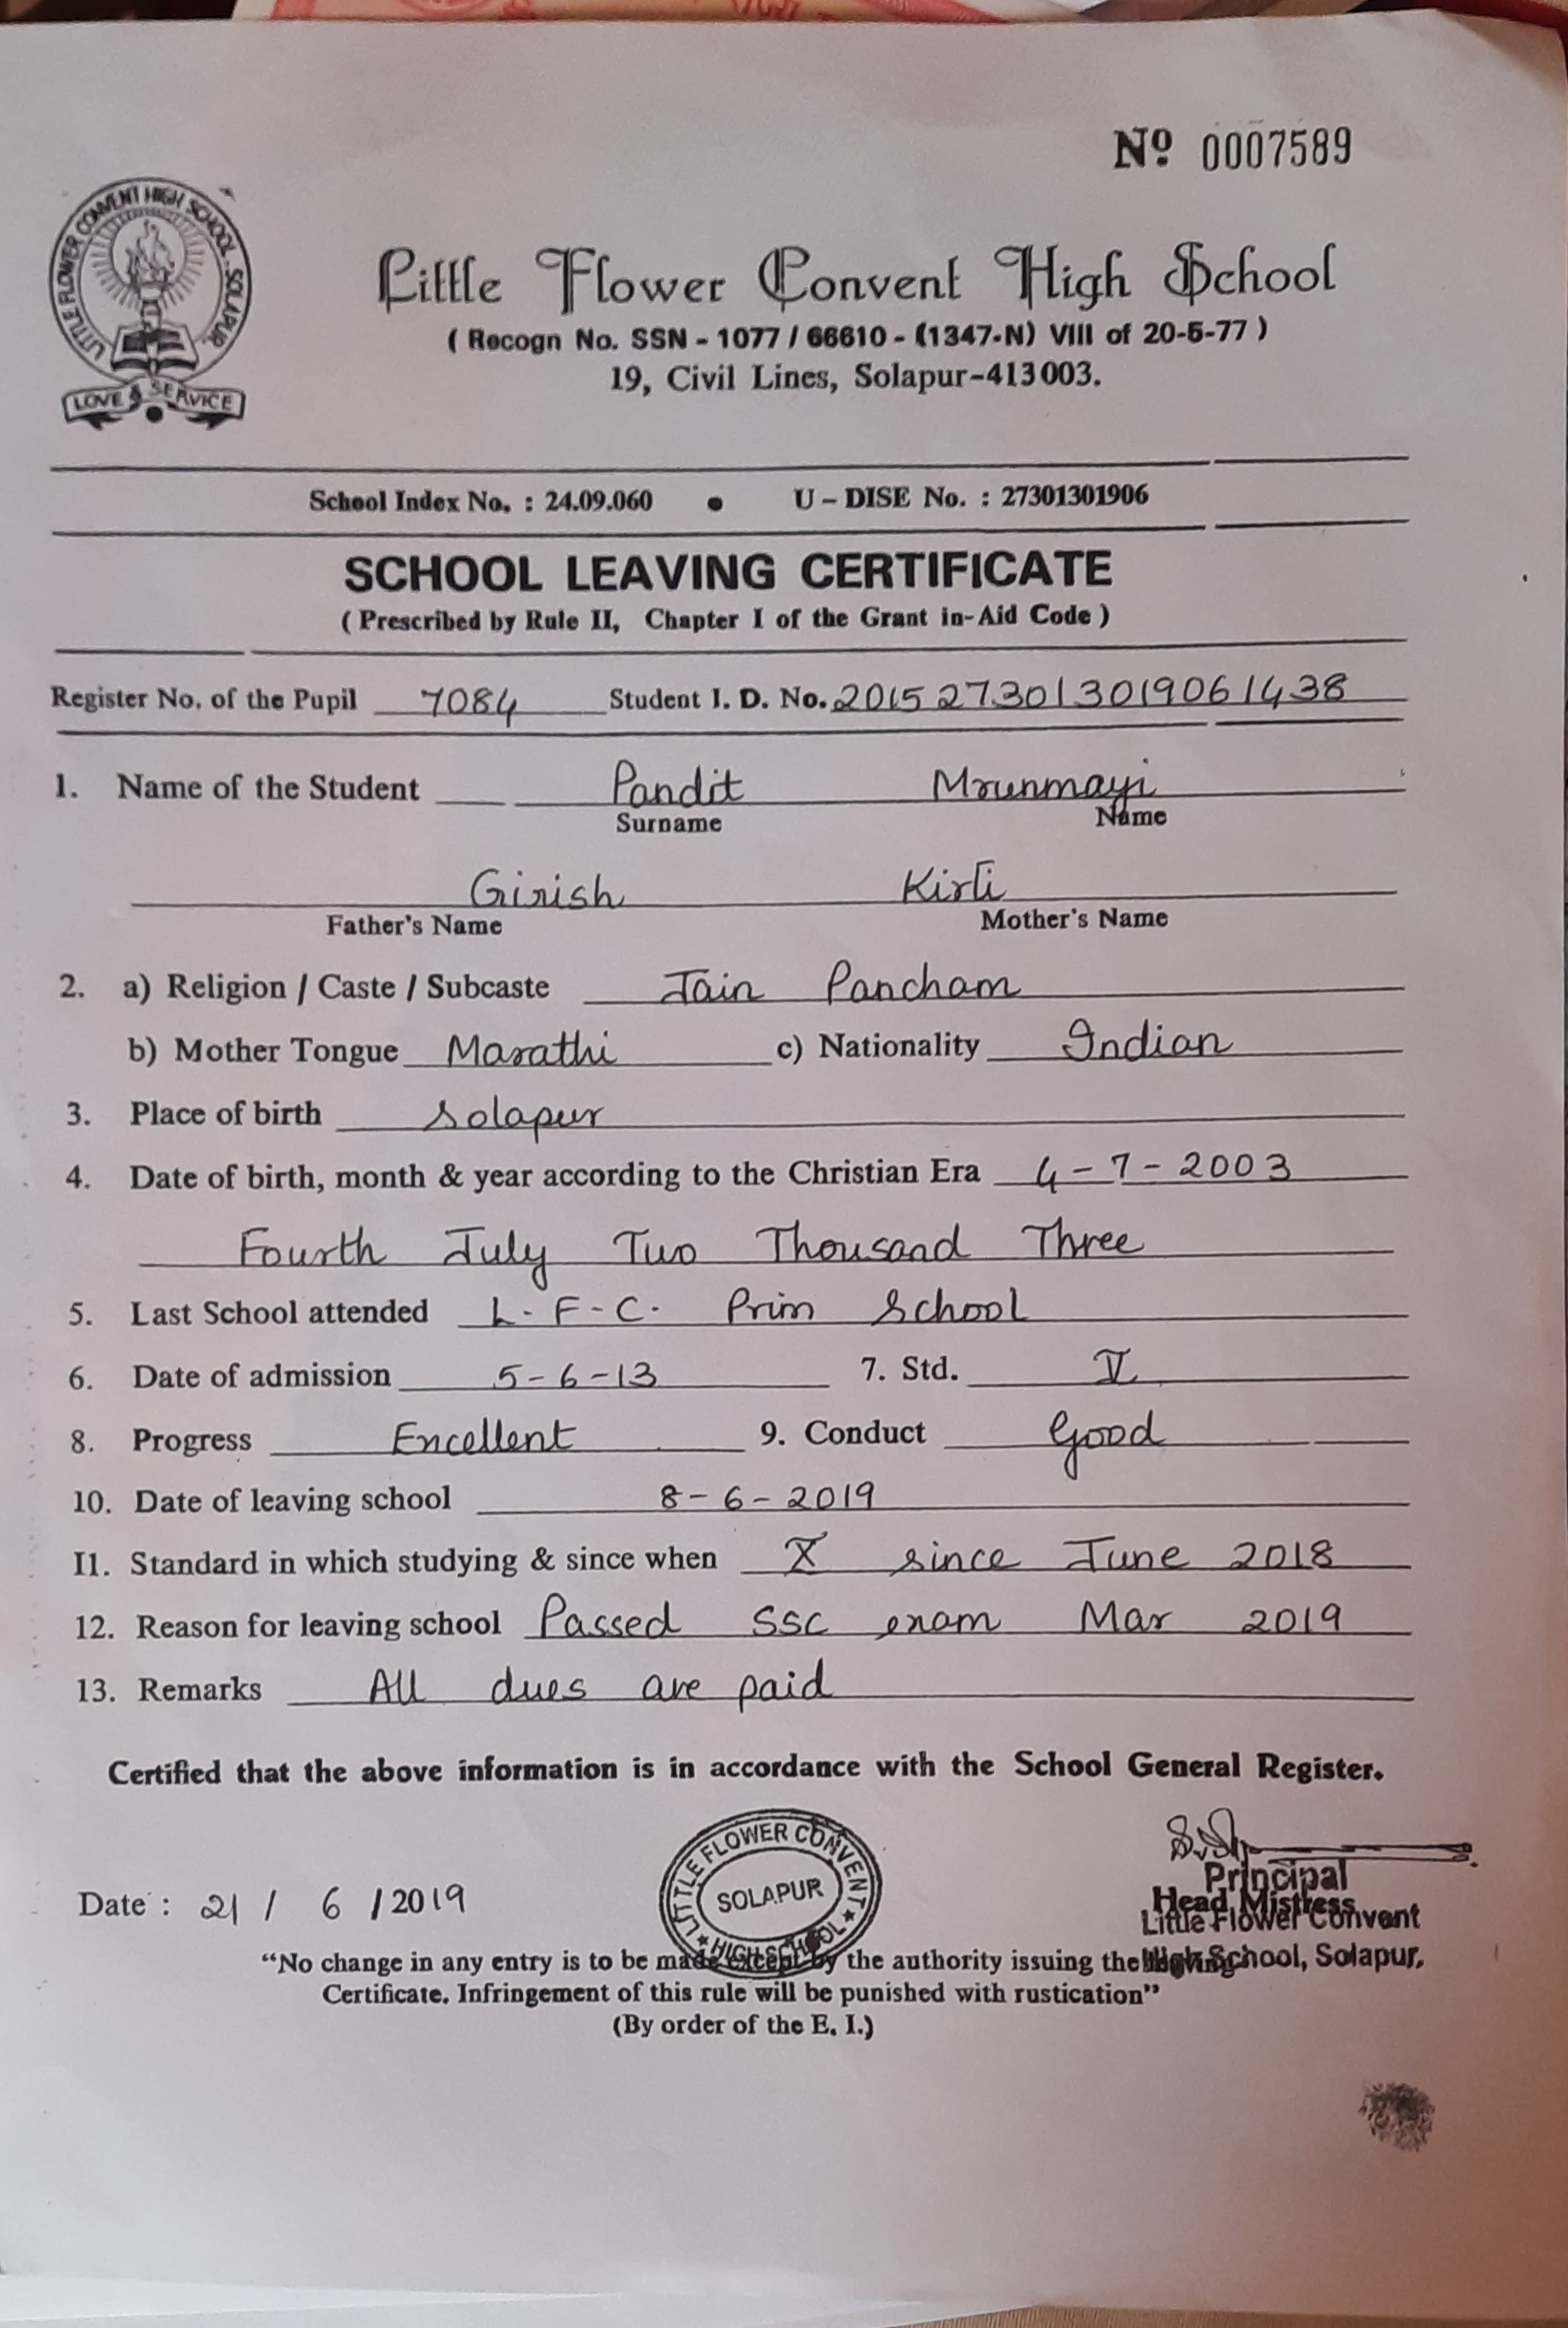 No 0007589
LITTLE FLOWER CONVENT HIGH SCHOOL SOLAPUR.
LOVE & SERVICE
Little Flower Convent High School
( Recogn No. SSN - 1077 / 66610 - (1347-N) VIII of 20-5-77 )
19, Civil Lines, Solapur-413003.
School Index No. : 24.09.060 • U - DISE No. : 27301301906
SCHOOL LEAVING CERTIFICATE
( Prescribed by Rule II, Chapter I of the Grant in-Aid Code )
Register No. of the Pupil 7084 Student I. D. No. 2015273013019061438
1. Name of the Student Pandit Mrunmayi
Surname Name
Girish Kirti
Father's Name Mother's Name
2. a) Religion / Caste / Subcaste Jain Pancham
b) Mother Tongue Marathi c) Nationality Indian
3. Place of birth Solapur
4. Date of birth, month & year according to the Christian Era 4-7-2003
Fourth July Two Thousand Three
5. Last School attended L.F.C. Prim School
6. Date of admission 5-6-13 7. Std. V
8. Progress Excellent 9. Conduct Good
10. Date of leaving school 8-6-2019
11. Standard in which studying & since when X since June 2018
12. Reason for leaving school Passed SSC exam Mar 2019
13. Remarks All dues are paid
Certified that the above information is in accordance with the School General Register.
LITTLE FLOWER CONVENT HIGH SCHOOL
SOLAPUR
Principal
Head Mistress
Little Flower Convent
High School, Solapur,
Date : 21 / 6 / 2019
"No change in any entry is to be made except by the authority issuing the
Certificate. Infringement of this rule will be punished with rustication"
(By order of the E. I.)